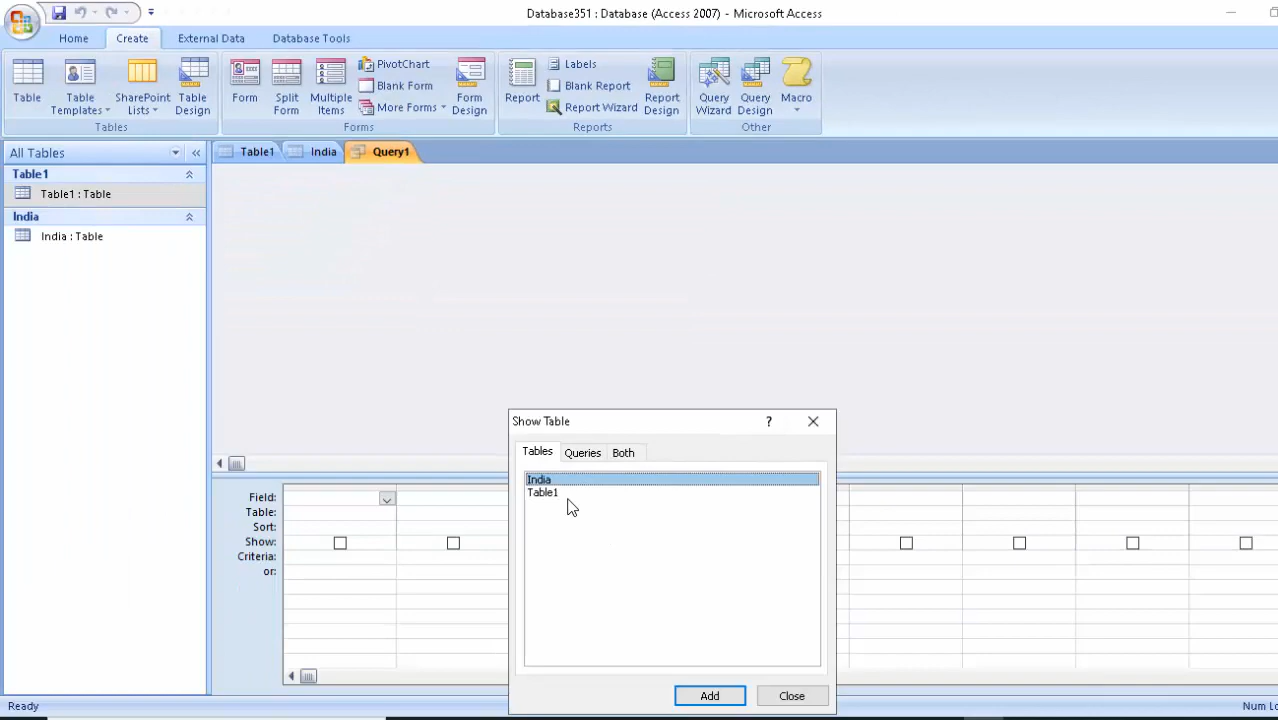 Database351 : Database (Access 2007) - Microsoft Access
Home Create External Data Database Tools
Table
Table Templates
SharePoint Lists
Table Design
Tables
Form
Split Form
Multiple Items
PivotChart
Blank Form
More Forms
Form Design
Forms
Report
Labels
Blank Report
Report Wizard
Report Design
Reports
Query Wizard
Query Design
Macro
Other
All Tables
Table1
Table1 : Table
India
India : Table
Table1 India Query1
Show Table
?
Tables Queries Both
India
Table1
Add Close
Field:
Table:
Sort:
Show:
Criteria:
or:
Ready